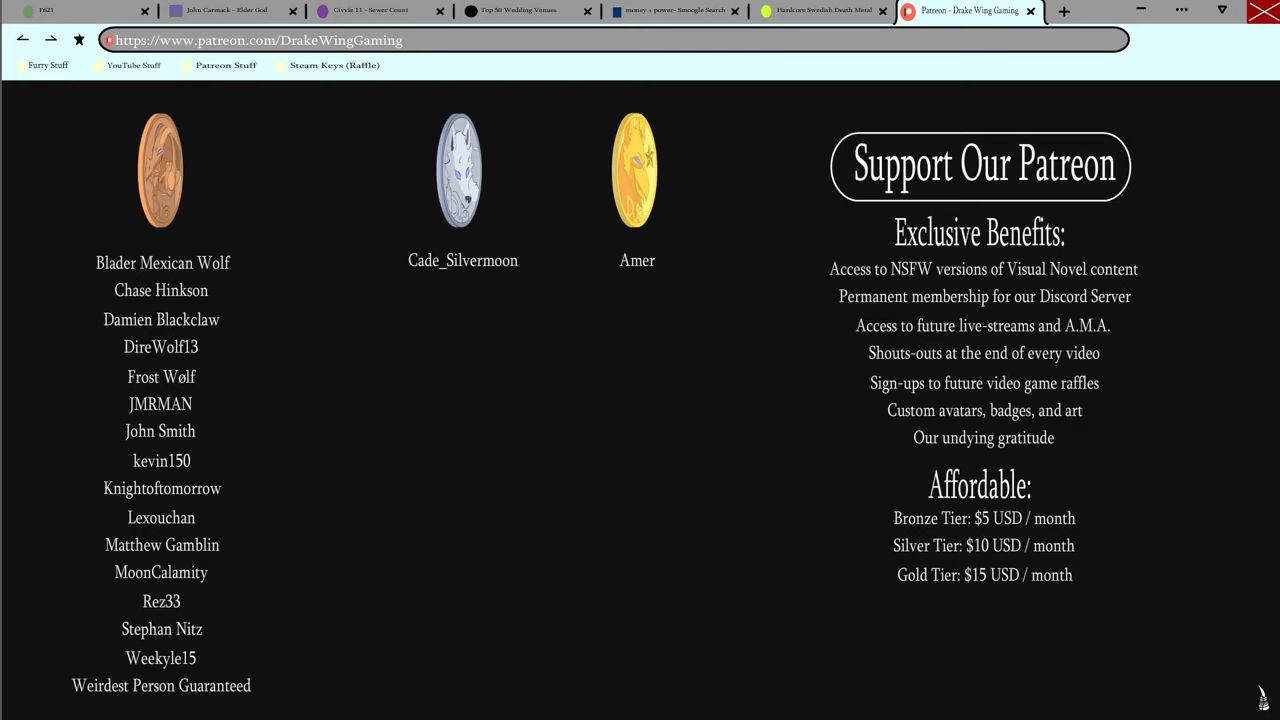 F621
John Carmack - Elder God
Civvie 11 - Sewer Count
Top 50 Wedding Venues
money + power- Smoogle Search
Hardcore Swedish Death Metal
Patreon - Drake Wing Gaming
https://www.patreon.com/DrakeWingGaming
Furry Stuff
YouTube Stuff
Patreon Stuff
Steam Keys (Raffle)
Blader Mexican Wolf
Chase Hinkson
Damien Blackclaw
DireWolf13
Frost Wølf
JMRMAN
John Smith
kevin150
Knightoftomorrow
Lexouchan
Matthew Gamblin
MoonCalamity
Rez33
Stephan Nitz
Weekyle15
Weirdest Person Guaranteed
Cade_Silvermoon
Amer
Support Our Patreon
Exclusive Benefits:
Access to NSFW versions of Visual Novel content
Permanent membership for our Discord Server
Access to future live-streams and A.M.A.
Shouts-outs at the end of every video
Sign-ups to future video game raffles
Custom avatars, badges, and art
Our undying gratitude
Affordable:
Bronze Tier: $5 USD / month
Silver Tier: $10 USD / month
Gold Tier: $15 USD / month